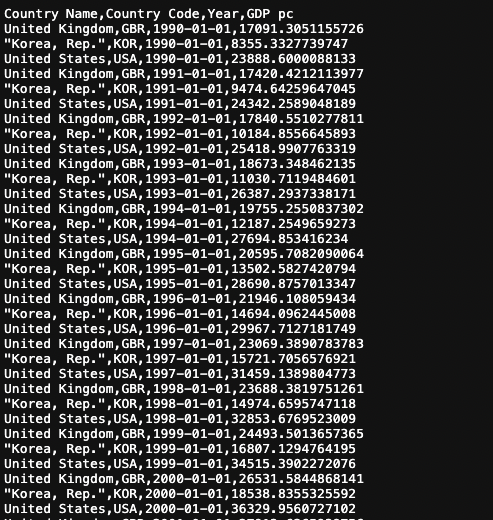 Country Name,Country Code,Year,GDP pc
United Kingdom,GBR,1990-01-01,17091.3051155726
"Korea, Rep.",KOR,1990-01-01,8355.3327739747
United States,USA,1990-01-01,23888.6000088133
United Kingdom,GBR,1991-01-01,17420.4212113977
"Korea, Rep.",KOR,1991-01-01,9474.64259647045
United States,USA,1991-01-01,24342.2589048189
United Kingdom,GBR,1992-01-01,17840.5510277811
"Korea, Rep.",KOR,1992-01-01,10184.8556645893
United States,USA,1992-01-01,25418.9907763319
United Kingdom,GBR,1993-01-01,18673.348462135
"Korea, Rep.",KOR,1993-01-01,11030.7119484601
United States,USA,1993-01-01,26387.2937338171
United Kingdom,GBR,1994-01-01,19755.2550837302
"Korea, Rep.",KOR,1994-01-01,12187.2549659273
United States,USA,1994-01-01,27694.853416234
United Kingdom,GBR,1995-01-01,20595.7082090064
"Korea, Rep.",KOR,1995-01-01,13502.5827420794
United States,USA,1995-01-01,28690.8757013347
United Kingdom,GBR,1996-01-01,21946.108059434
"Korea, Rep.",KOR,1996-01-01,14694.0962445008
United States,USA,1996-01-01,29967.7127181749
United Kingdom,GBR,1997-01-01,23069.3890783783
"Korea, Rep.",KOR,1997-01-01,15721.7056576921
United States,USA,1997-01-01,31459.1389804773
United Kingdom,GBR,1998-01-01,23688.3819751261
"Korea, Rep.",KOR,1998-01-01,14974.6595747118
United States,USA,1998-01-01,32853.6769523009
United Kingdom,GBR,1999-01-01,24493.5013657365
"Korea, Rep.",KOR,1999-01-01,16807.1294764195
United States,USA,1999-01-01,34515.3902272076
United Kingdom,GBR,2000-01-01,26531.5844868141
"Korea, Rep.",KOR,2000-01-01,18538.8355325592
United States,USA,2000-01-01,36329.9560727102